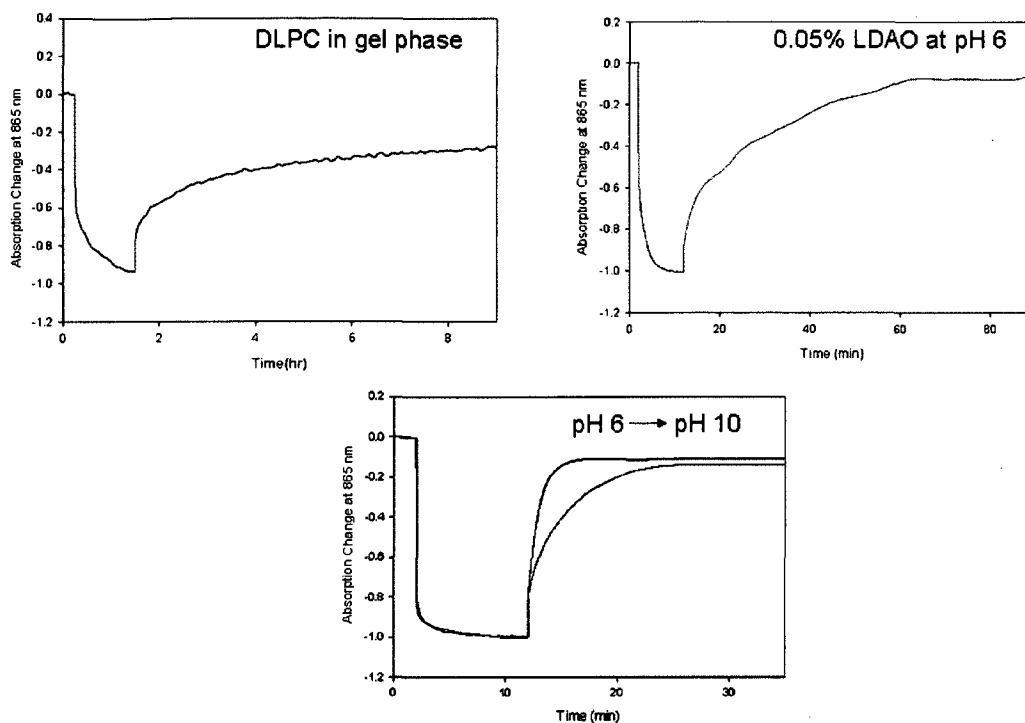 DLPC in gel phase
0.4
0.2
0.0
-0.2
-0.4
-0.6
-0.8
-1.0
-1.2
Absorption Change at 865 nm
0 2 4 6 8
Time(hr)
0.05% LDAO at pH 6
0.2
0.0
-0.2
-0.4
-0.6
-0.8
-1.0
-1.2
Absorption Change at 865 nm
0 20 40 60 80
Time (min)
pH 6 → pH 10
0.2
0.0
-0.2
-0.4
-0.6
-0.8
-1.0
-1.2
Absorption Change at 865 nm
0 10 20 30
Time (min)